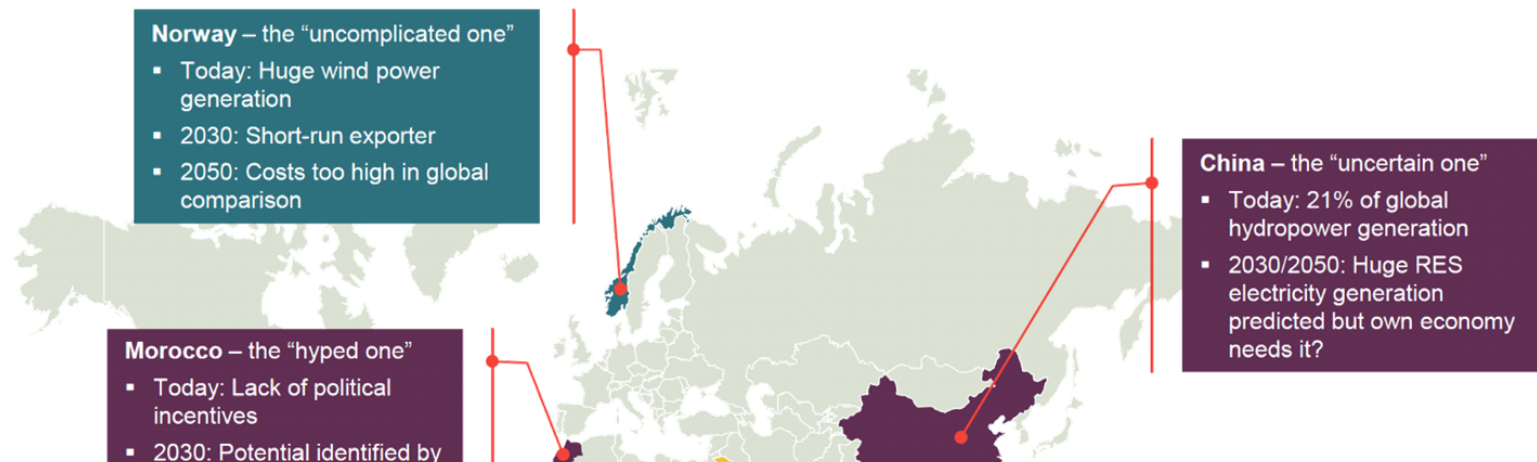 Norway – the “uncomplicated one”
▪ Today: Huge wind power
generation
▪ 2030: Short-run exporter
▪ 2050: Costs too high in global
comparison
China – the “uncertain one”
▪ Today: 21% of global
hydropower generation
▪ 2030/2050: Huge RES
electricity generation
predicted but own economy
needs it?
Morocco – the “hyped one”
▪ Today: Lack of political
incentives
▪ 2030: Potential identified by